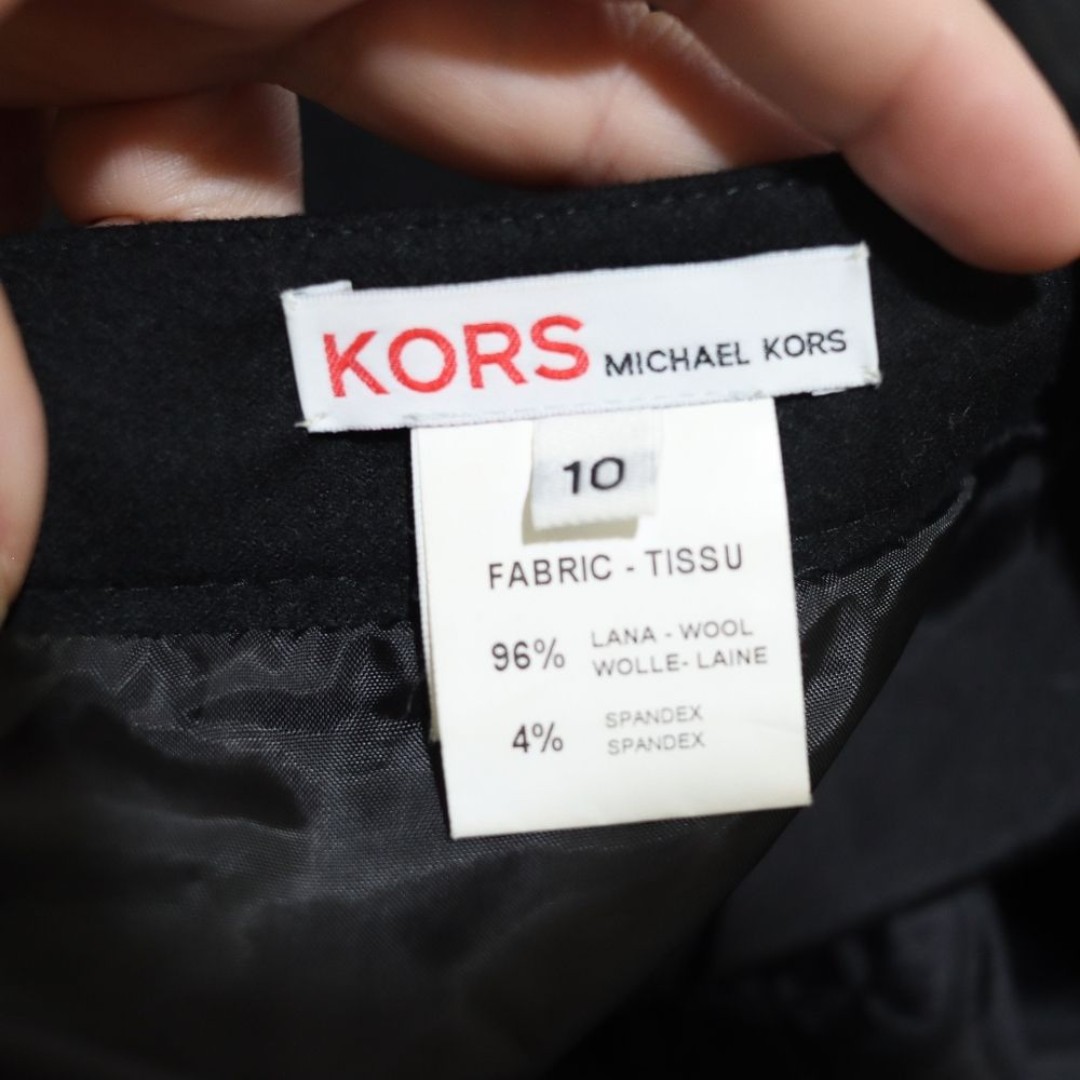 KORS MICHAEL KORS
10
FABRIC - TISSU
96% LANA - WOOL
WOLLE- LAINE
4% SPANDEX
SPANDEX